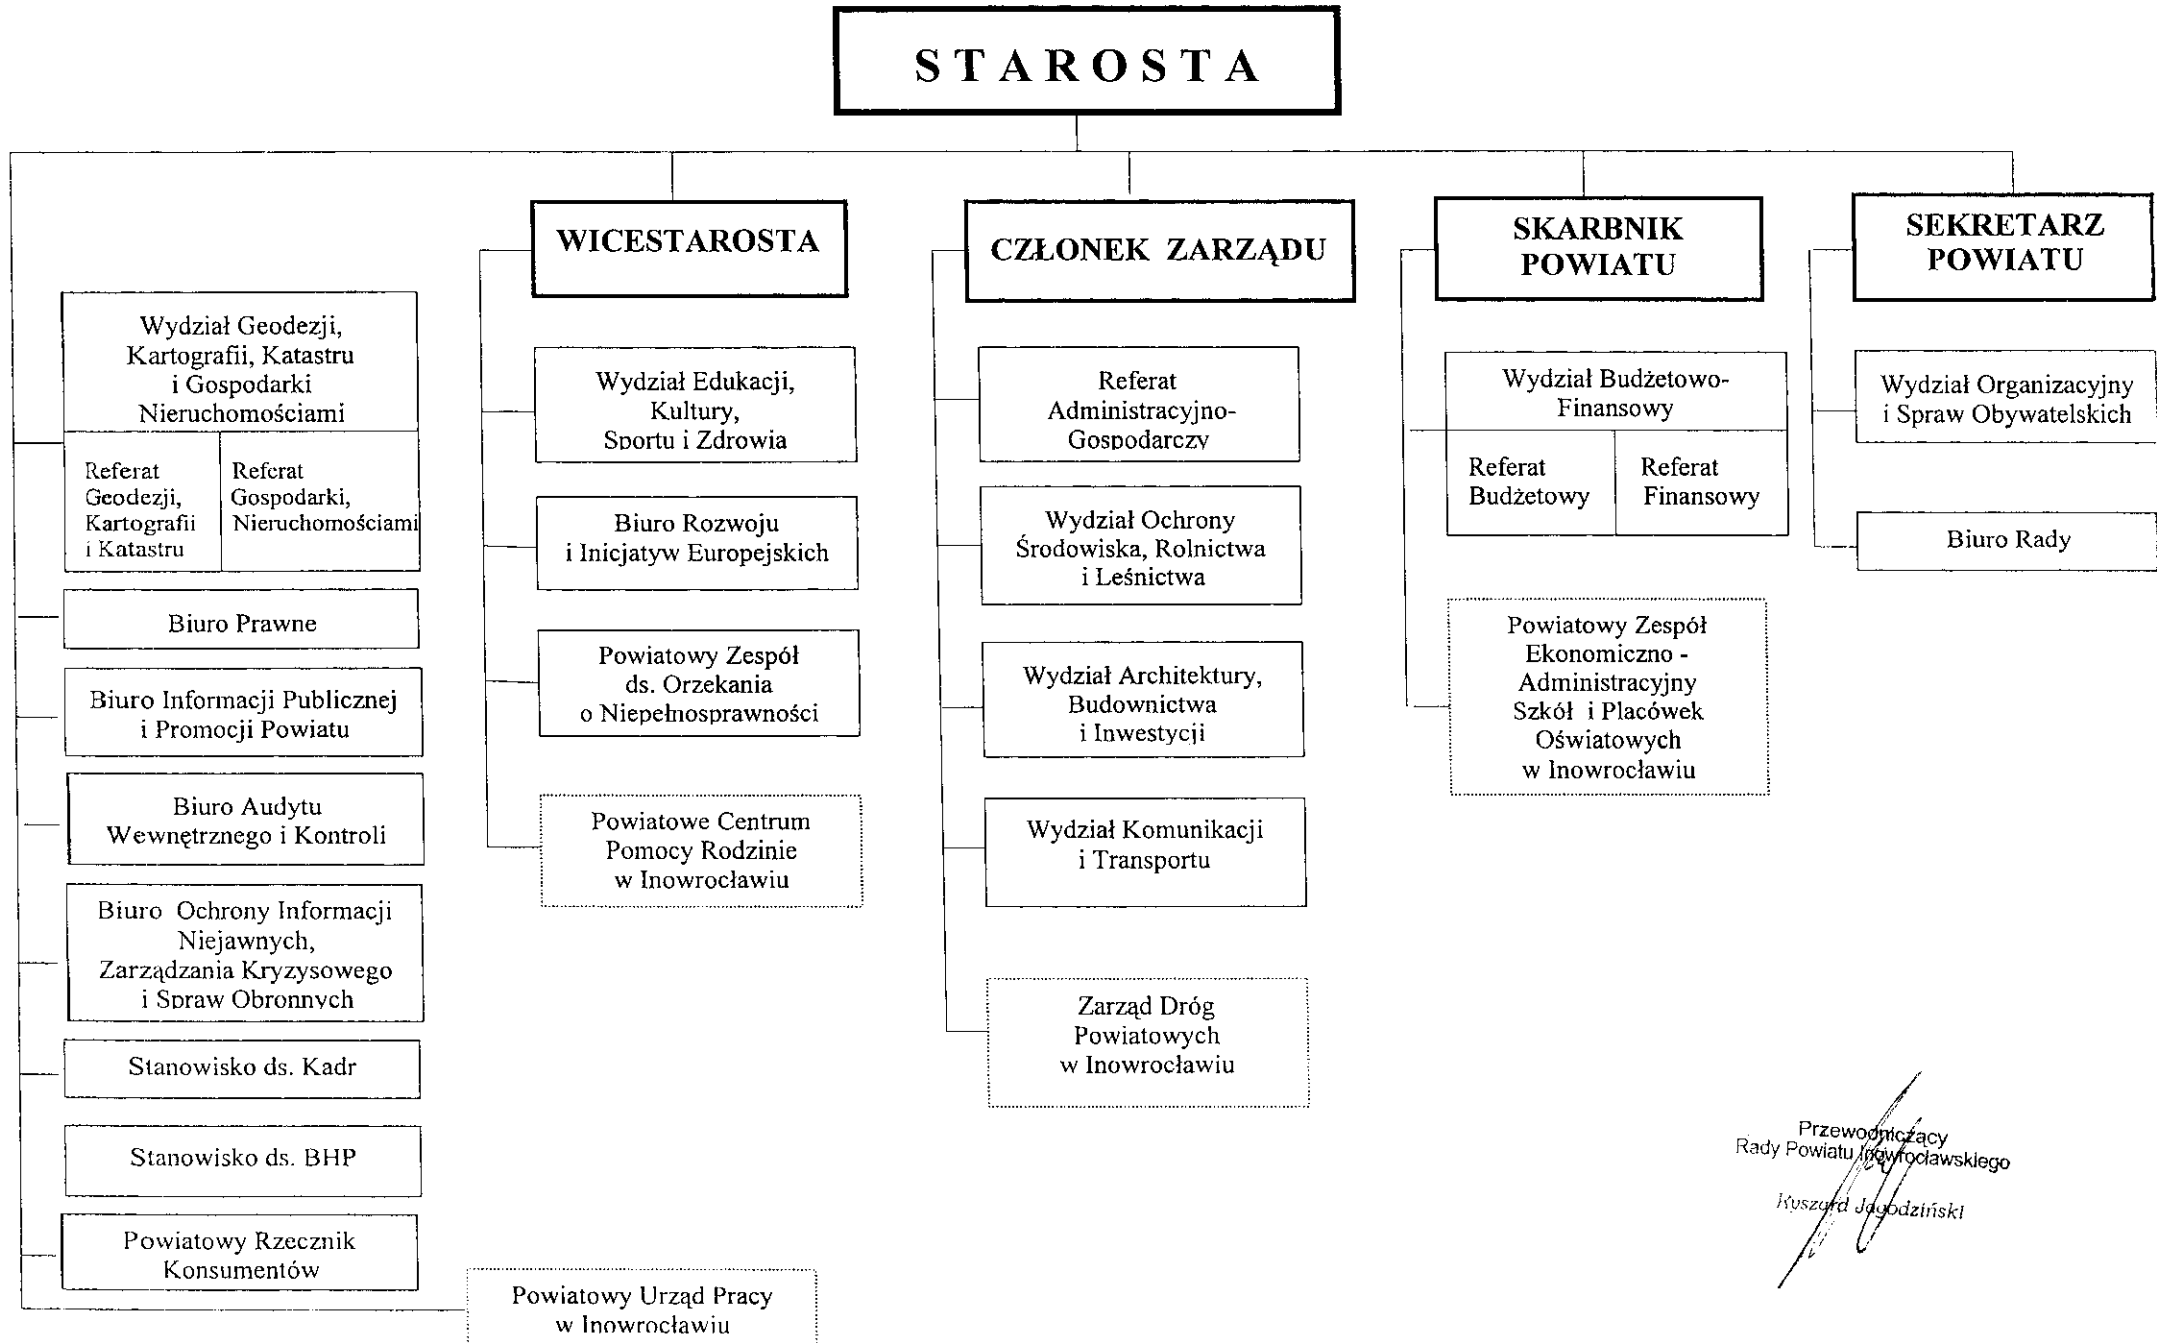 S T A R O S T A
WICESTAROSTA
CZŁONEK ZARZĄDU
SKARBNIK
POWIATU
SEKRETARZ
POWIATU
Wydział Geodezji,
Kartografii, Katastru
i Gospodarki
Nieruchomościami
Referat
Geodezji,
Kartografii
i Katastru
Referat
Gospodarki,
Nieruchomościami
Biuro Prawne
Biuro Informacji Publicznej
i Promocji Powiatu
Biuro Audytu
Wewnętrznego i Kontroli
Biuro Ochrony Informacji
Niejawnych,
Zarządzania Kryzysowego
i Spraw Obronnych
Stanowisko ds. Kadr
Stanowisko ds. BHP
Powiatowy Rzecznik
Konsumentów
Powiatowy Urząd Pracy
w Inowrocławiu
Wydział Edukacji,
Kultury,
Sportu i Zdrowia
Biuro Rozwoju
i Inicjatyw Europejskich
Powiatowy Zespół
ds. Orzekania
o Niepełnosprawności
Powiatowe Centrum
Pomocy Rodzinie
w Inowrocławiu
Referat
Administracyjno-
Gospodarczy
Wydział Ochrony
Środowiska, Rolnictwa
i Leśnictwa
Wydział Architektury,
Budownictwa
i Inwestycji
Wydział Komunikacji
i Transportu
Zarząd Dróg
Powiatowych
w Inowrocławiu
Wydział Budżetowo-
Finansowy
Referat
Budżetowy
Referat
Finansowy
Powiatowy Zespół
Ekonomiczno -
Administracyjny
Szkół i Placówek
Oświatowych
w Inowrocławiu
Wydział Organizacyjny
i Spraw Obywatelskich
Biuro Rady
Przewodniczący
Rady Powiatu Inowrocławskiego
Ryszard Jagodziński